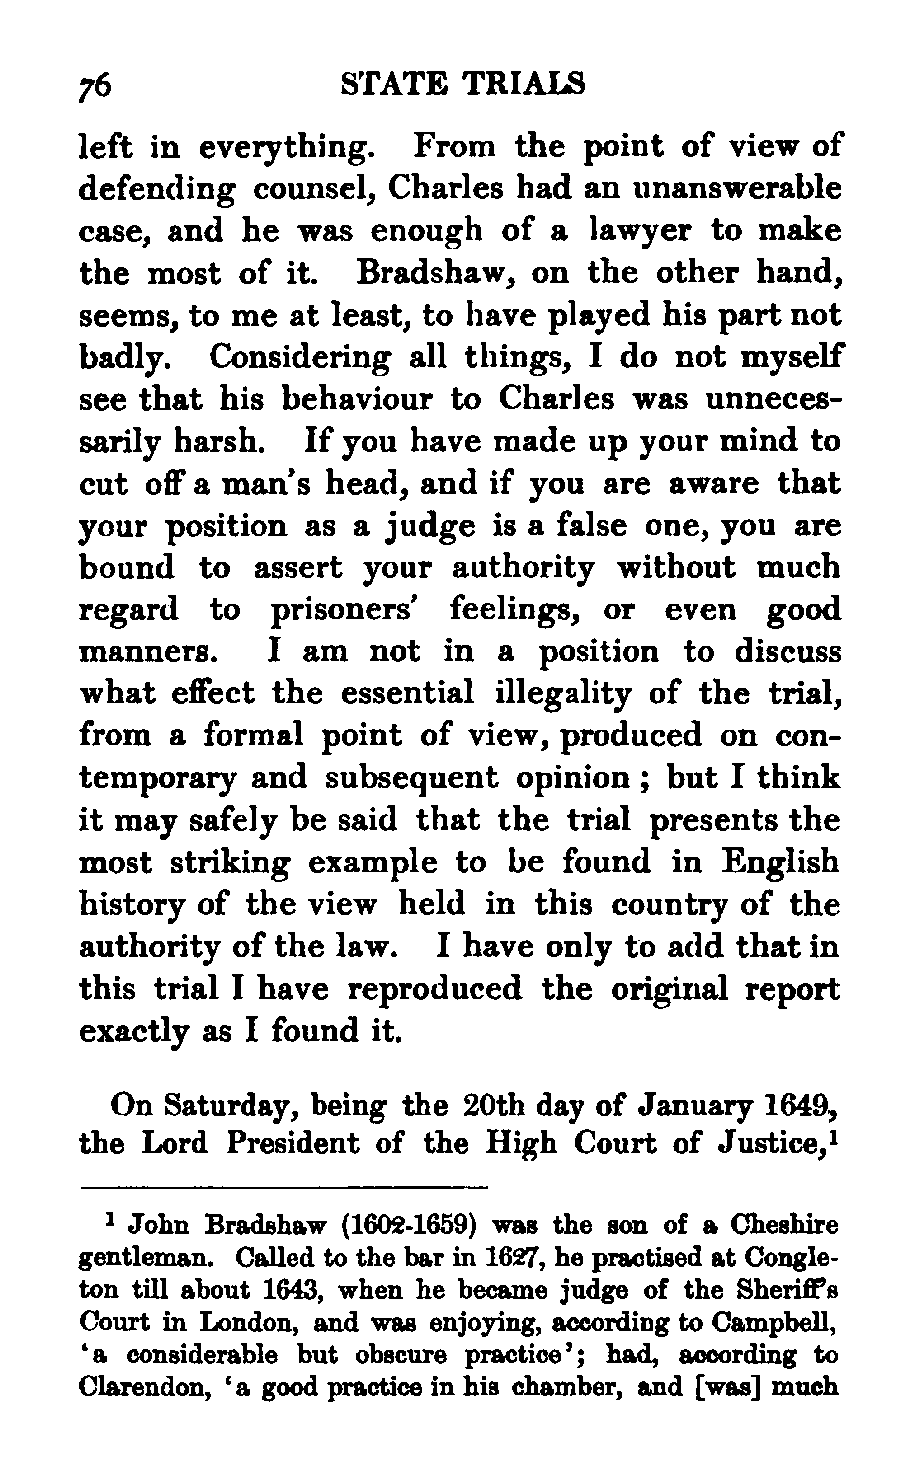 76 STATE TRIALS
left in everything. From the point of view of
defending counsel, Charles had an unanswerable
case, and he was enough of a lawyer to make
the most of it. Bradshaw, on the other hand,
seems, to me at least, to have played his part not
badly. Considering all things, I do not myself
see that his behaviour to Charles was unneces-
sarily harsh. If you have made up your mind to
cut off a man's head, and if you are aware that
your position as a judge is a false one, you are
bound to assert your authority without much
regard to prisoners' feelings, or even good
manners. I am not in a position to discuss
what effect the essential illegality of the trial,
from a formal point of view, produced on con-
temporary and subsequent opinion ; but I think
it may safely be said that the trial presents the
most striking example to be found in English
history of the view held in this country of the
authority of the law. I have only to add that in
this trial I have reproduced the original report
exactly as I found it.
On Saturday, being the 20th day of January 1649,
the Lord President of the High Court of Justice,¹
¹ John Bradshaw (1602-1659) was the son of a Cheshire
gentleman. Called to the bar in 1627, he practised at Congle-
ton till about 1643, when he became judge of the Sheriff's
Court in London, and was enjoying, according to Campbell,
'a considerable but obscure practice'; had, according to
Clarendon, 'a good practice in his chamber, and [was] much